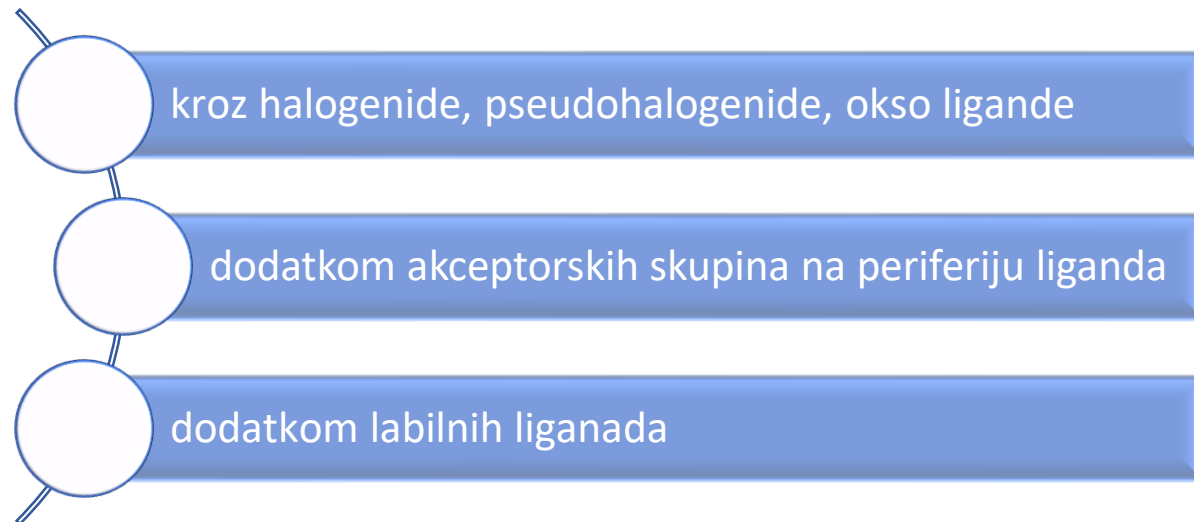 kroz halogenide, pseudohalogenide, okso ligande
dodatkom akceptorskih skupina na periferiju liganda
dodatkom labilnih liganada